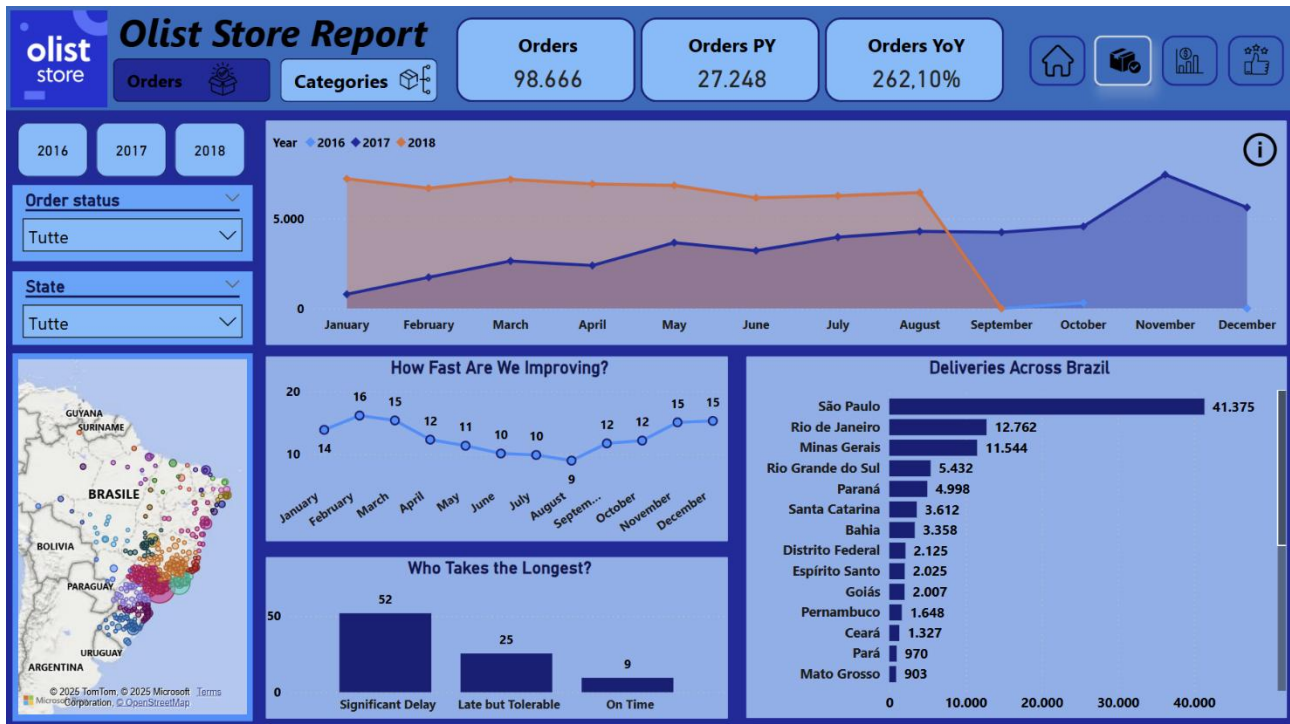 olist
store
Olist Store Report
Orders
Categories
Orders
98.666
Orders PY
27.248
Orders YoY
262,10%
2016
2017
2018
Order status
Tutte
State
Tutte
Year 2016 2017 2018
5.000
0
January February March April May June July August September October November December
GUYANA
SURINAME
BRASILE
BOLIVIA
PARAGUAY
URUGUAY
ARGENTINA
© 2025 TomTom, © 2025 Microsoft Terms
Corporation, © OpenStreetMap
How Fast Are We Improving?
20
10
14 16 15 12 11 10 10 9 12 12 15 15
January February March April May June July August Septem... October November December
Who Takes the Longest?
50
0
52
25
9
Significant Delay Late but Tolerable On Time
Deliveries Across Brazil
São Paulo 41.375
Rio de Janeiro 12.762
Minas Gerais 11.544
Rio Grande do Sul 5.432
Paraná 4.998
Santa Catarina 3.612
Bahia 3.358
Distrito Federal 2.125
Espírito Santo 2.025
Goiás 2.007
Pernambuco 1.648
Ceará 1.327
Pará 970
Mato Grosso 903
0 10.000 20.000 30.000 40.000